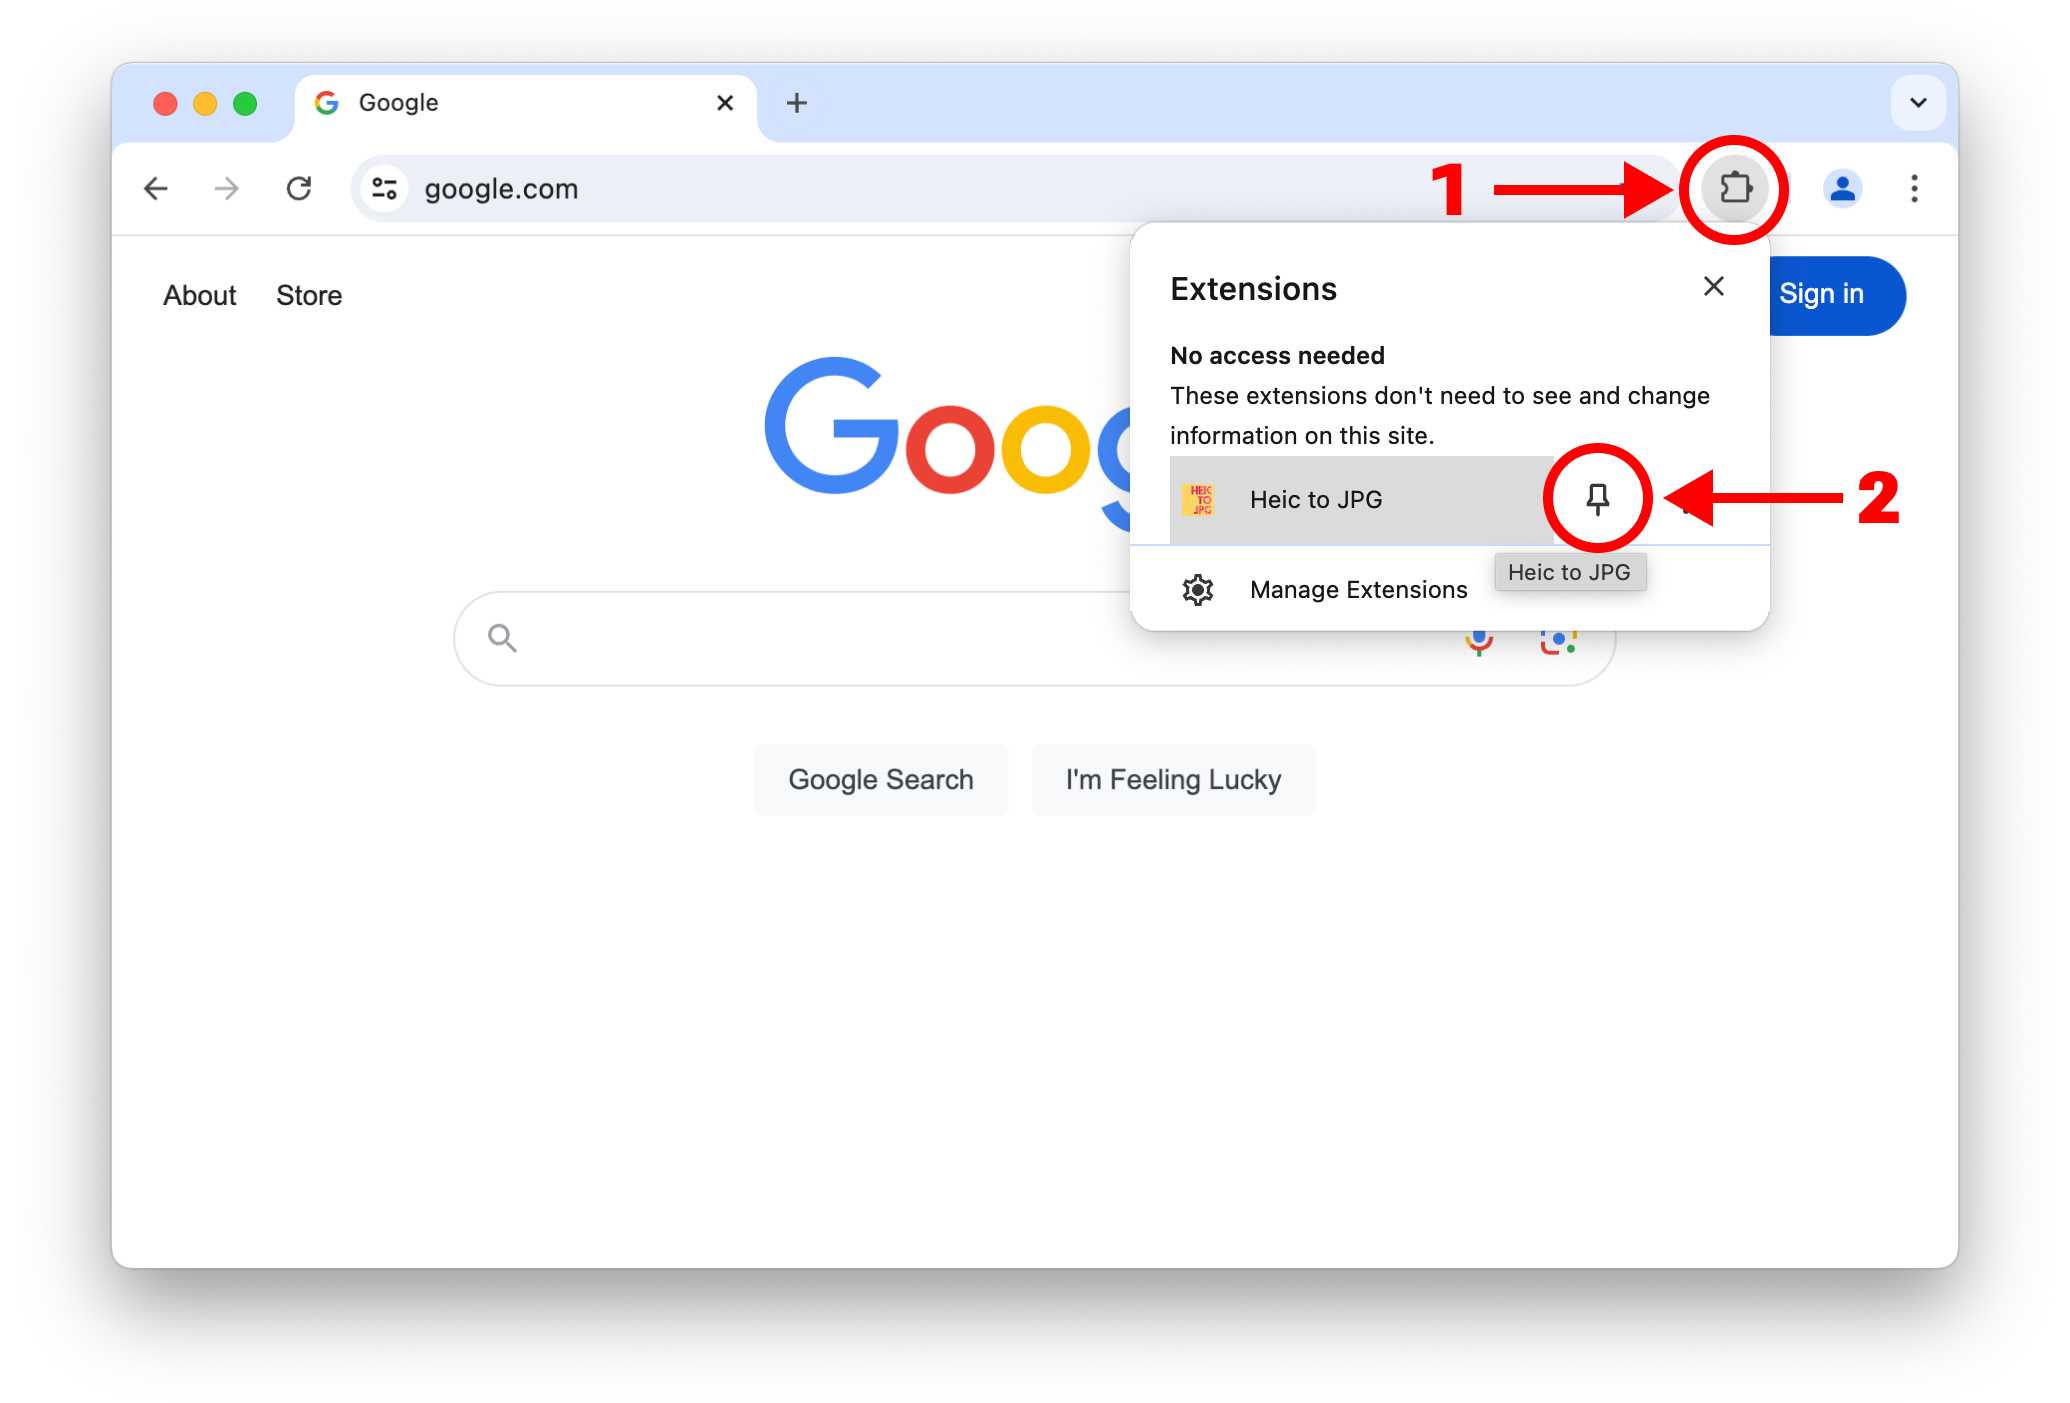 Google
google.com
1
About
Store
Extensions
Sign in
No access needed
These extensions don't need to see and change
information on this site.
HEIC
TO
JPG
Heic to JPG
2
Heic to JPG
Manage Extensions
Goog
Google Search
I'm Feeling Lucky